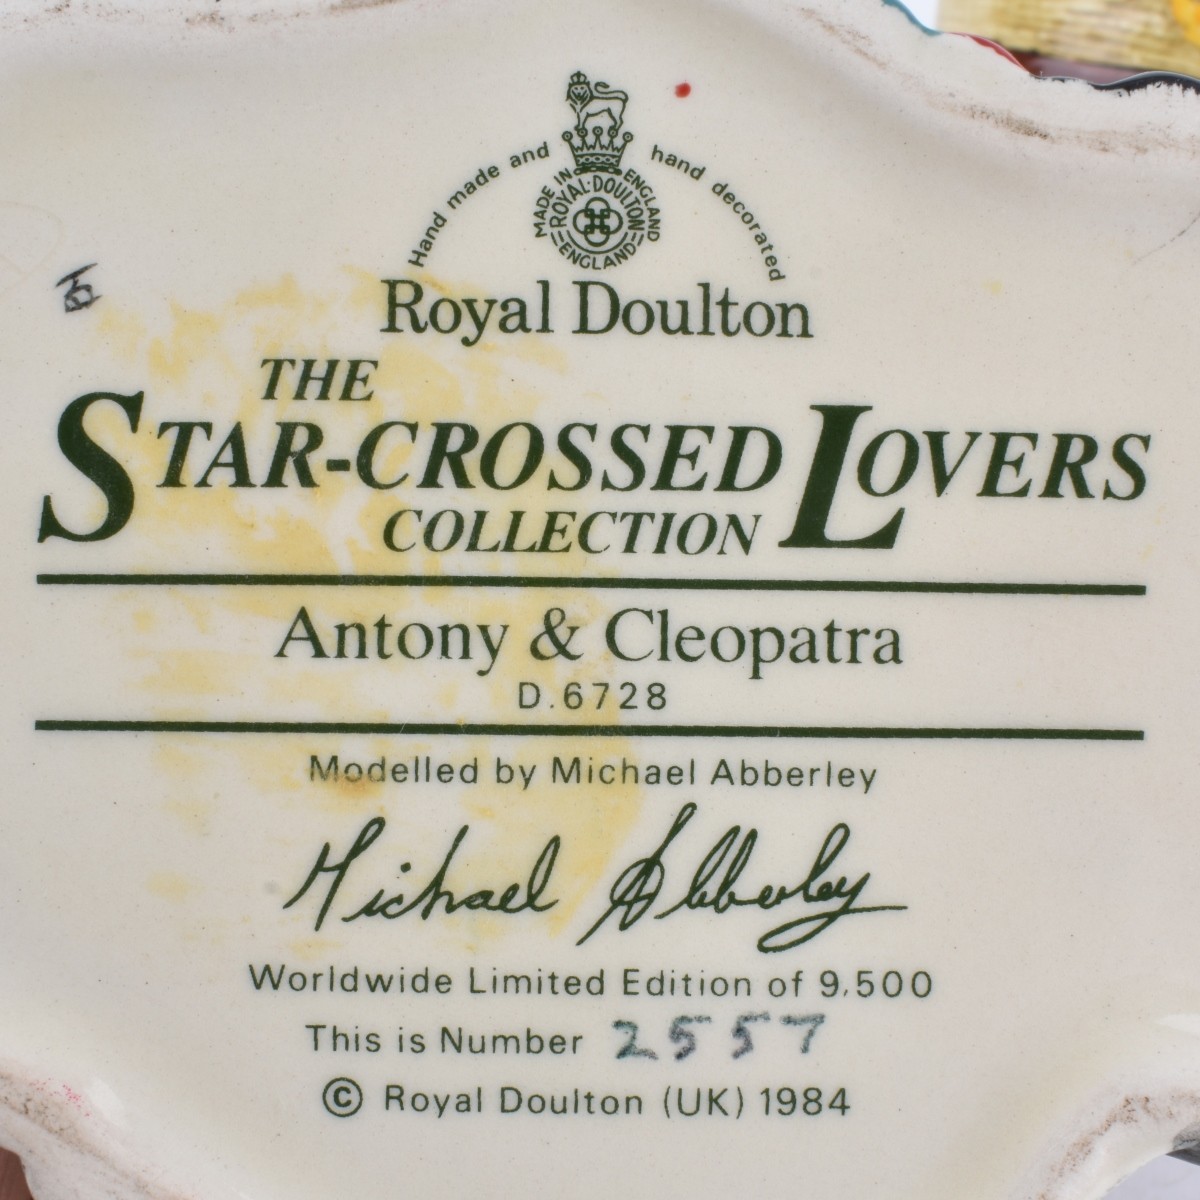 Hand made and hand decorated
MADE IN ENGLAND
ROYAL·DOULTON
ENGLAND
Royal Doulton
THE
STAR-CROSSED LOVERS
COLLECTION
Antony & Cleopatra
D.6728
Modelled by Michael Abberley
Michael Abberley
Worldwide Limited Edition of 9,500
This is Number 2557
© Royal Doulton (UK) 1984